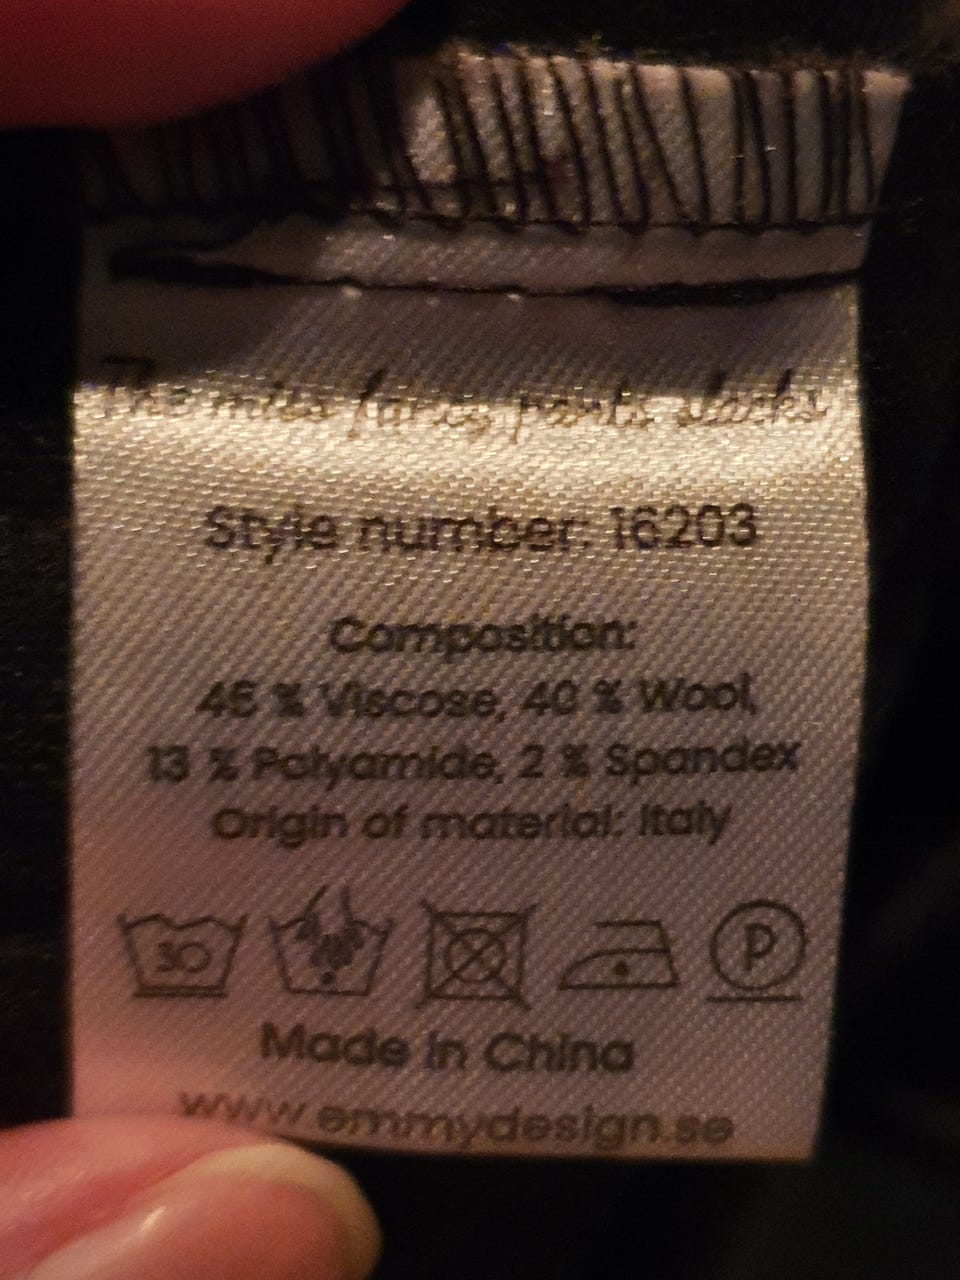 The miss fancy pants slacks
Style number: 16203
Composition:
45 % Viscose, 40 % Wool,
13 % Polyamide, 2 % Spandex
Origin of material: Italy
30 P
Made in China
www.emmydesign.se